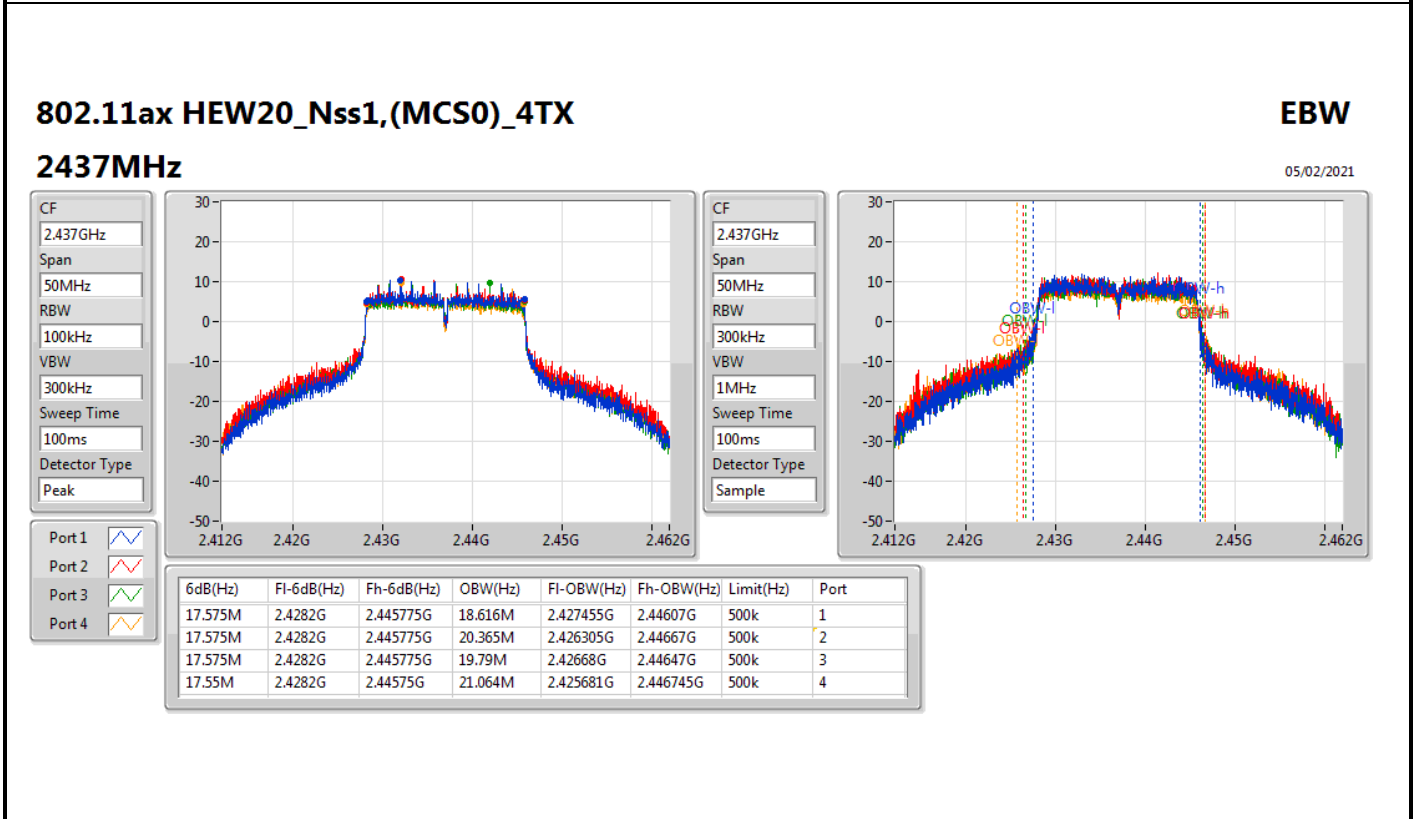 802.11ax HEW20_Nss1,(MCS0)_4TX EBW
2437MHz 05/02/2021
CF
2.437GHz
Span
50MHz
RBW
100kHz
VBW
300kHz
Sweep Time
100ms
Detector Type
Peak
30
20
10
0
-10
-20
-30
-40
-50
2.412G 2.42G 2.43G 2.44G 2.45G 2.462G
CF
2.437GHz
Span
50MHz
RBW
300kHz
VBW
1MHz
Sweep Time
100ms
Detector Type
Sample
30
20
10
0
-10
-20
-30
-40
-50
OBW-l
OBW-h
2.412G 2.42G 2.43G 2.44G 2.45G 2.462G
Port 1
Port 2
Port 3
Port 4
6dB(Hz) Fl-6dB(Hz) Fh-6dB(Hz) OBW(Hz) Fl-OBW(Hz) Fh-OBW(Hz) Limit(Hz) Port
17.575M 2.4282G 2.445775G 18.616M 2.427455G 2.44607G 500k 1
17.575M 2.4282G 2.445775G 20.365M 2.426305G 2.44667G 500k 2
17.575M 2.4282G 2.445775G 19.79M 2.42668G 2.44647G 500k 3
17.55M 2.4282G 2.44575G 21.064M 2.425681G 2.446745G 500k 4